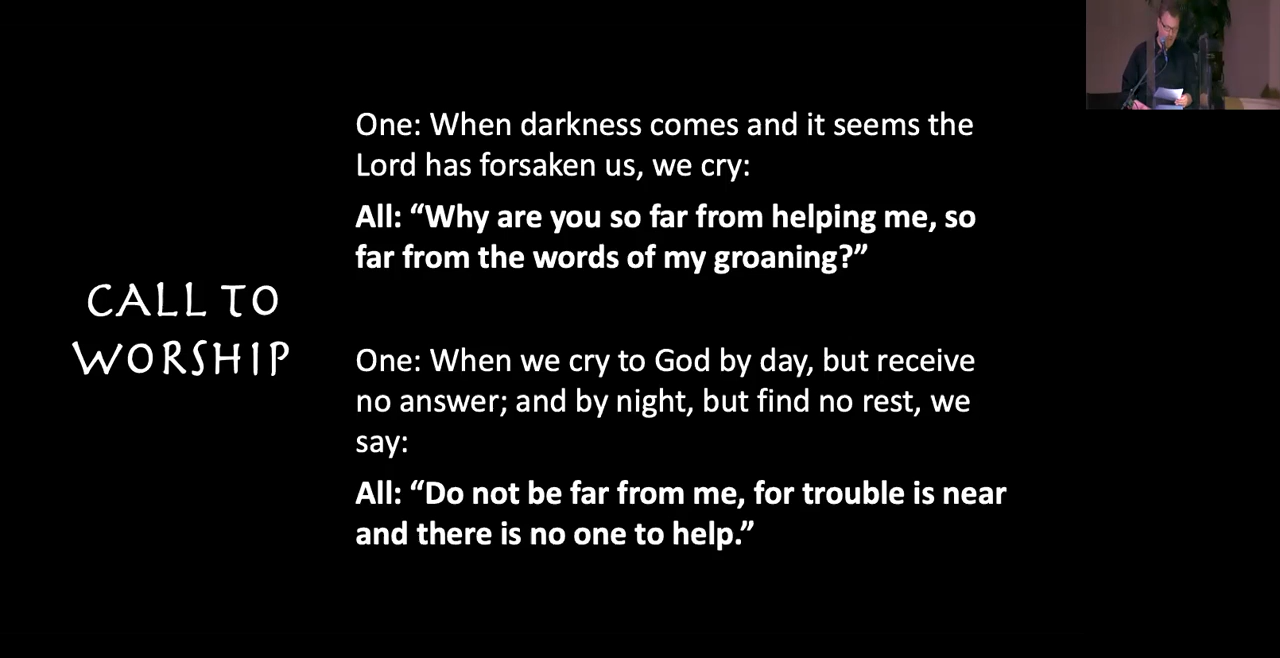 CALL TO
WORSHIP
One: When darkness comes and it seems the
Lord has forsaken us, we cry:
All: “Why are you so far from helping me, so
far from the words of my groaning?”
One: When we cry to God by day, but receive
no answer; and by night, but find no rest, we
say:
All: “Do not be far from me, for trouble is near
and there is no one to help.”